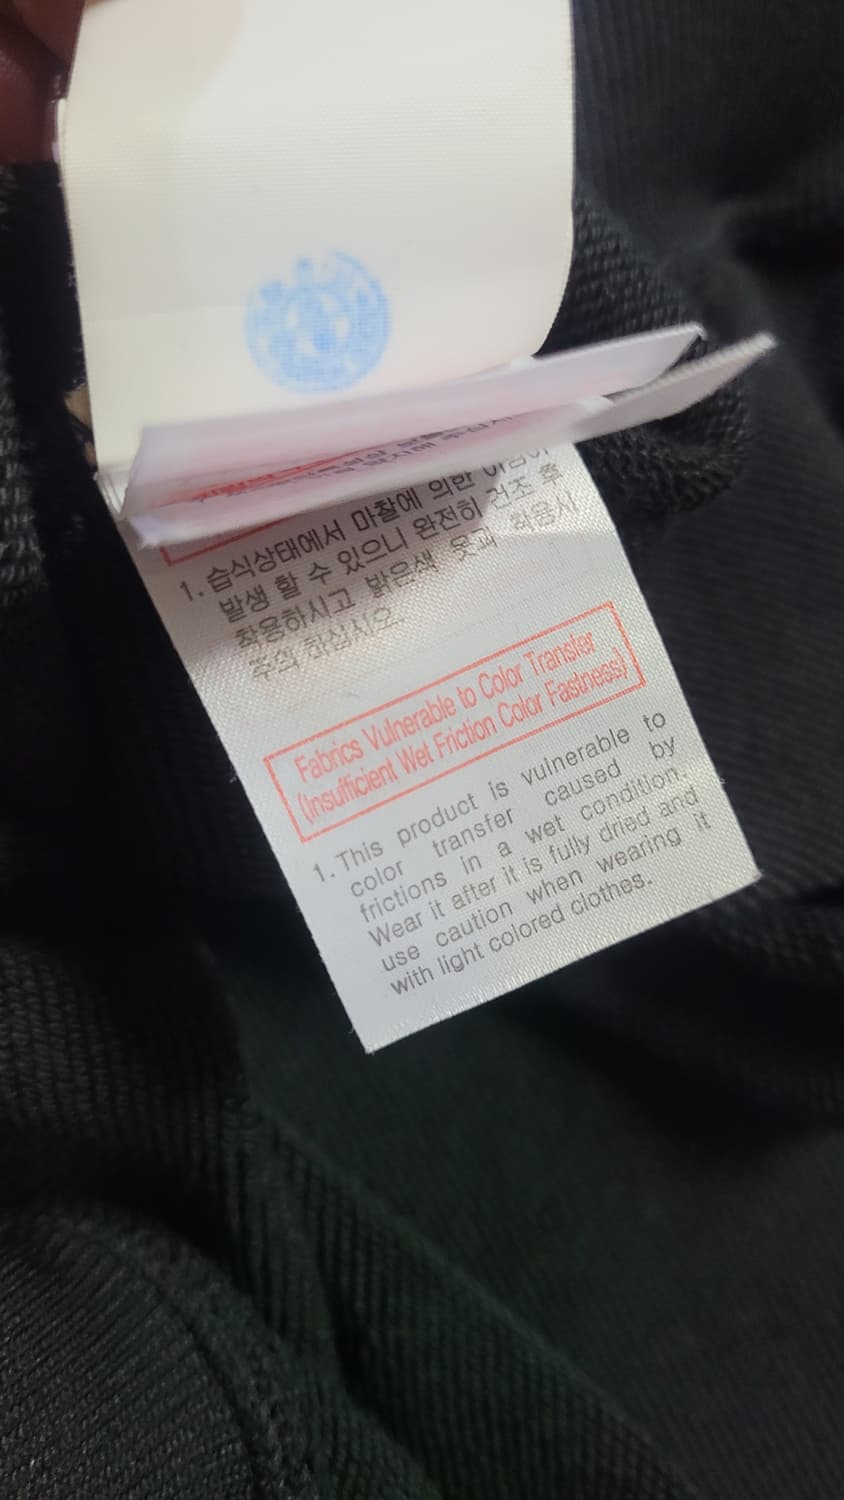 1. 습식상태에서 마찰에 의한
발생 할 수 있으니 완전히 건조 후
착용하시고 밝은색 옷과 착용시
주의 하십시오.
Fabrics Vulnerable to Color Transfer
(Insufficient Wet Friction Color Fastness)
1. This product is vulnerable to
color transfer caused by
frictions in a wet condition.
Wear it after it is fully dried and
use caution when wearing it
with light colored clothes.